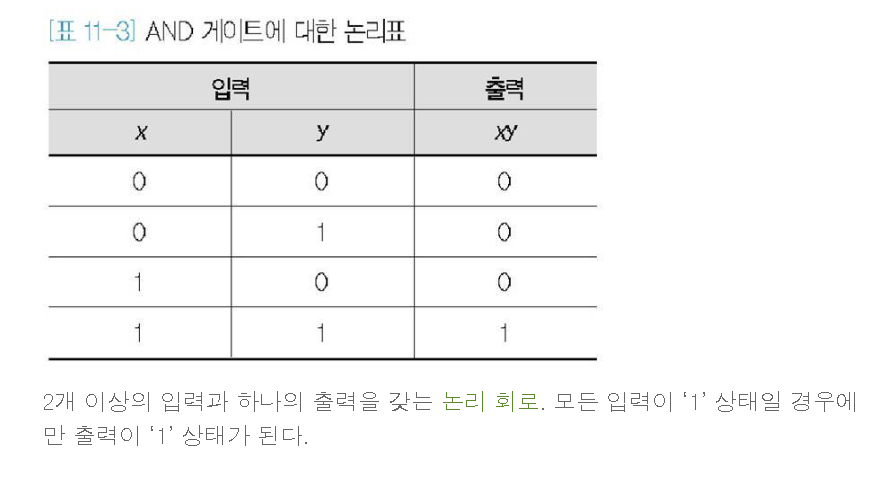 [표 11-3] AND 게이트에 대한 논리표
입력 출력
x y xy
0 0 0
0 1 0
1 0 0
1 1 1
2개 이상의 입력과 하나의 출력을 갖는 논리 회로. 모든 입력이 ‘1’ 상태일 경우에
만 출력이 ‘1’ 상태가 된다.